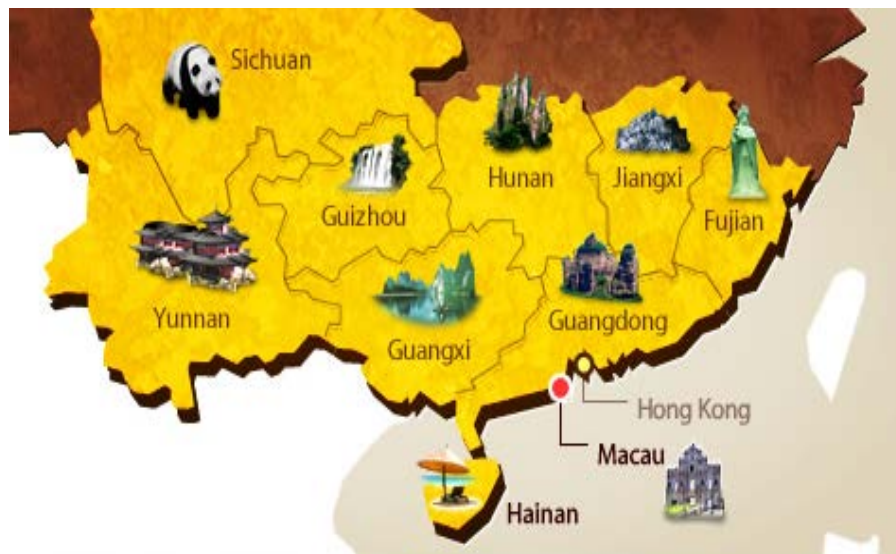 Sichuan
Hunan
Jiangxi
Guizhou
Fujian
Yunnan
Guangdong
Guangxi
Hong Kong
Macau
Hainan